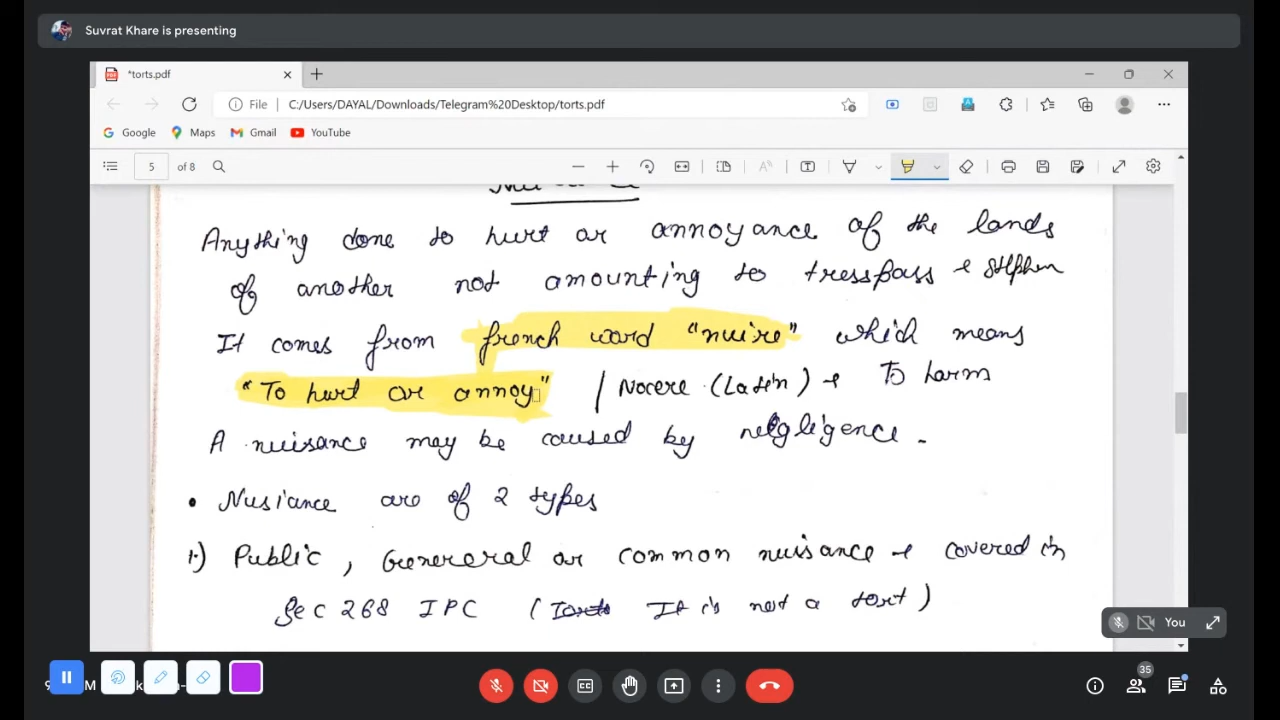 Suvrat Khare is presenting
*torts.pdf
File C:/Users/DAYAL/Downloads/Telegram%20Desktop/torts.pdf
Google Maps Gmail YouTube
5 of 8
Anything done to hurt or annoyance of the lands
of another not amounting to tresspass → Stephen
It comes from french word "nuire" which means
"To hurt or annoy" / Nocere (Latin) → To harm
A nuisance may be caused by negligence.
• Nusiance are of 2 types
1.) Public, Genereral or common nuissance → covered in
Sec 268 IPC (Torts It is not a tort)
You
35